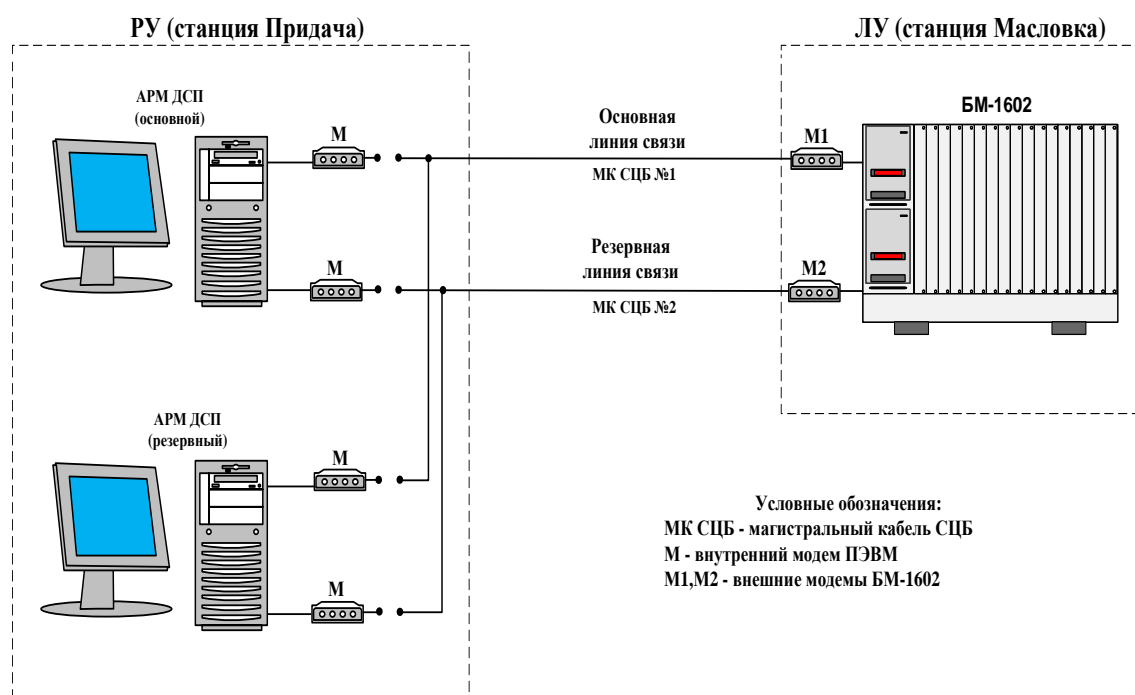 РУ (станция Придача)
ЛУ (станция Масловка)
АРМ ДСП
(основной)
М
М
Основная
линия связи
МК СЦБ №1
Резервная
линия связи
МК СЦБ №2
М1
М2
БМ-1602
АРМ ДСП
(резервный)
М
М
Условные обозначения:
МК СЦБ - магистральный кабель СЦБ
М - внутренний модем ПЭВМ
М1,М2 - внешние модемы БМ-1602